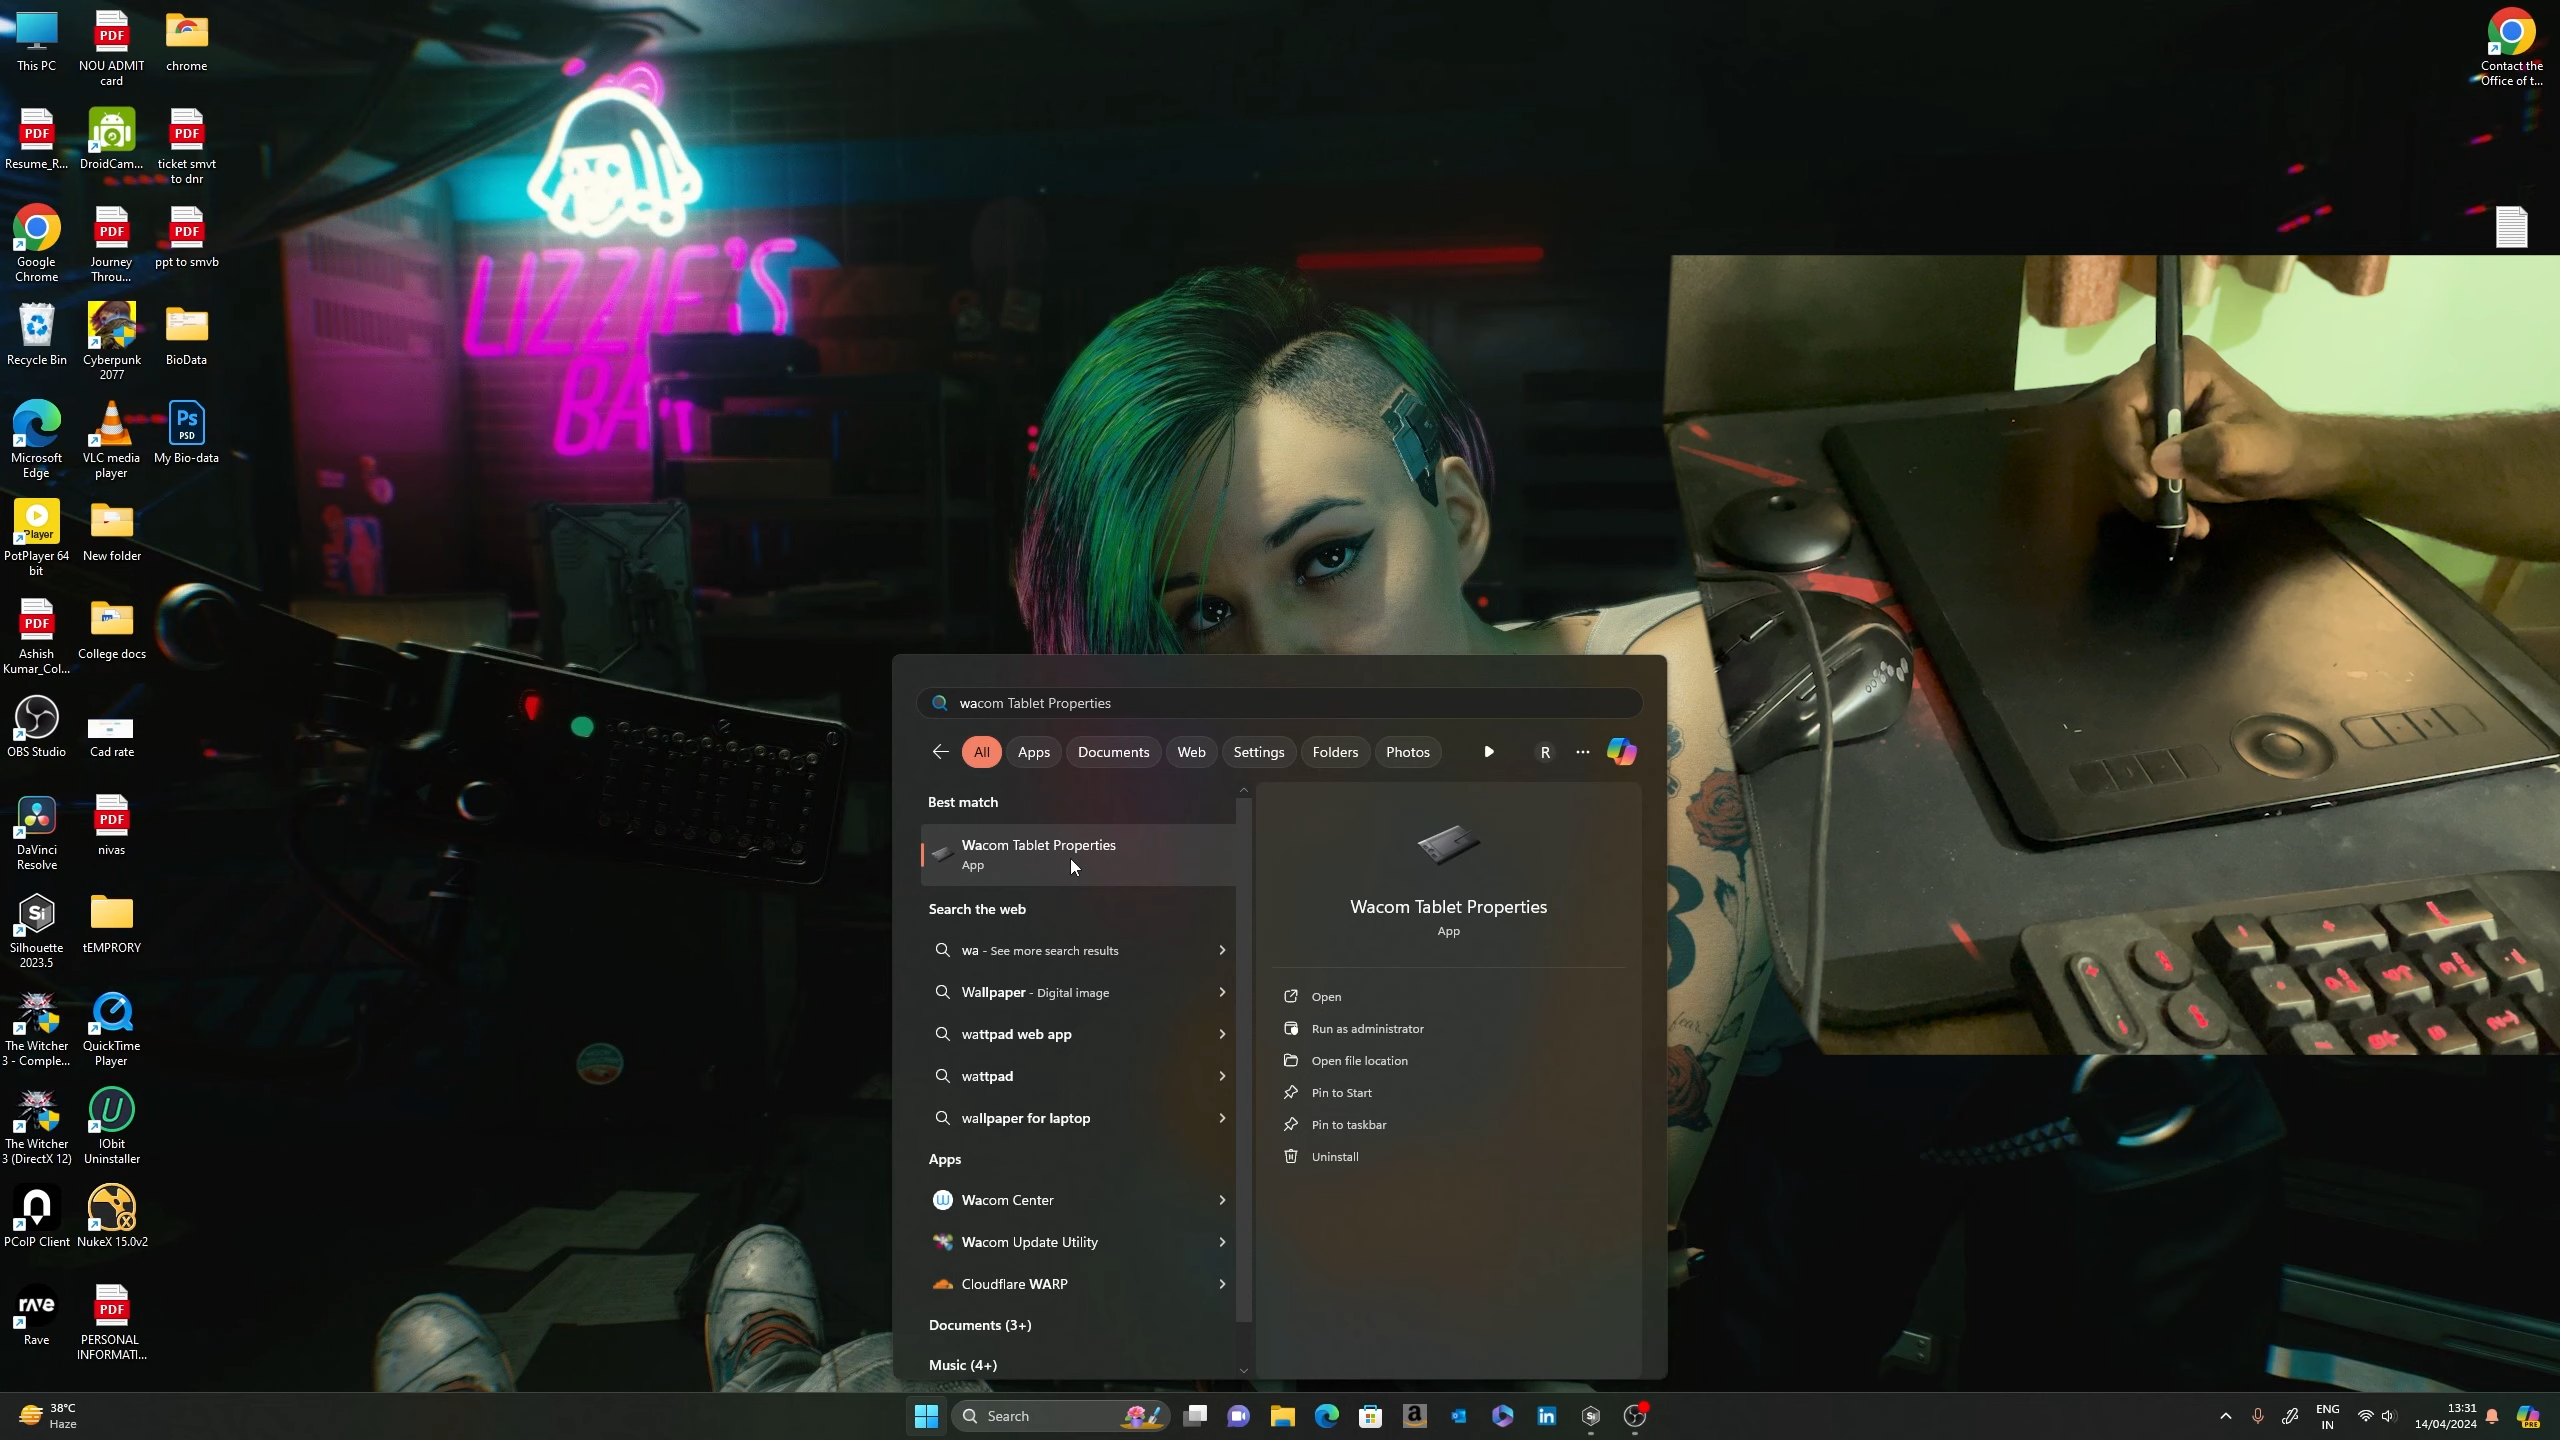 This PC
NOU ADMIT
card
chrome
Resume_R...
DroidCam...
ticket smvt
to dnr
Google
Chrome
Journey
Throu...
ppt to smvb
Recycle Bin
Cyberpunk
2077
BioData
Microsoft
Edge
VLC media
player
My Bio-data
PotPlayer 64
bit
New folder
Ashish
Kumar_Col...
College docs
OBS Studio
Cad rate
DaVinci
Resolve
nivas
Silhouette
2023.5
tEMPRORY
The Witcher
3 - Comple...
QuickTime
Player
The Witcher
3 (DirectX 12)
IObit
Uninstaller
PCoIP Client
NukeX 15.0v2
Rave
PERSONAL
INFORMATI...
Contact the
Office of t...
LIZZIE'S
BAR
wacom Tablet Properties
All
Apps
Documents
Web
Settings
Folders
Photos
R
Best match
Wacom Tablet Properties
App
Search the web
wa - See more search results
Wallpaper - Digital image
wattpad web app
wattpad
wallpaper for laptop
Apps
Wacom Center
Wacom Update Utility
Cloudflare WARP
Documents (3+)
Music (4+)
Wacom Tablet Properties
App
Open
Run as administrator
Open file location
Pin to Start
Pin to taskbar
Uninstall
38°C
Haze
Search
ENG
IN
13:31
14/04/2024